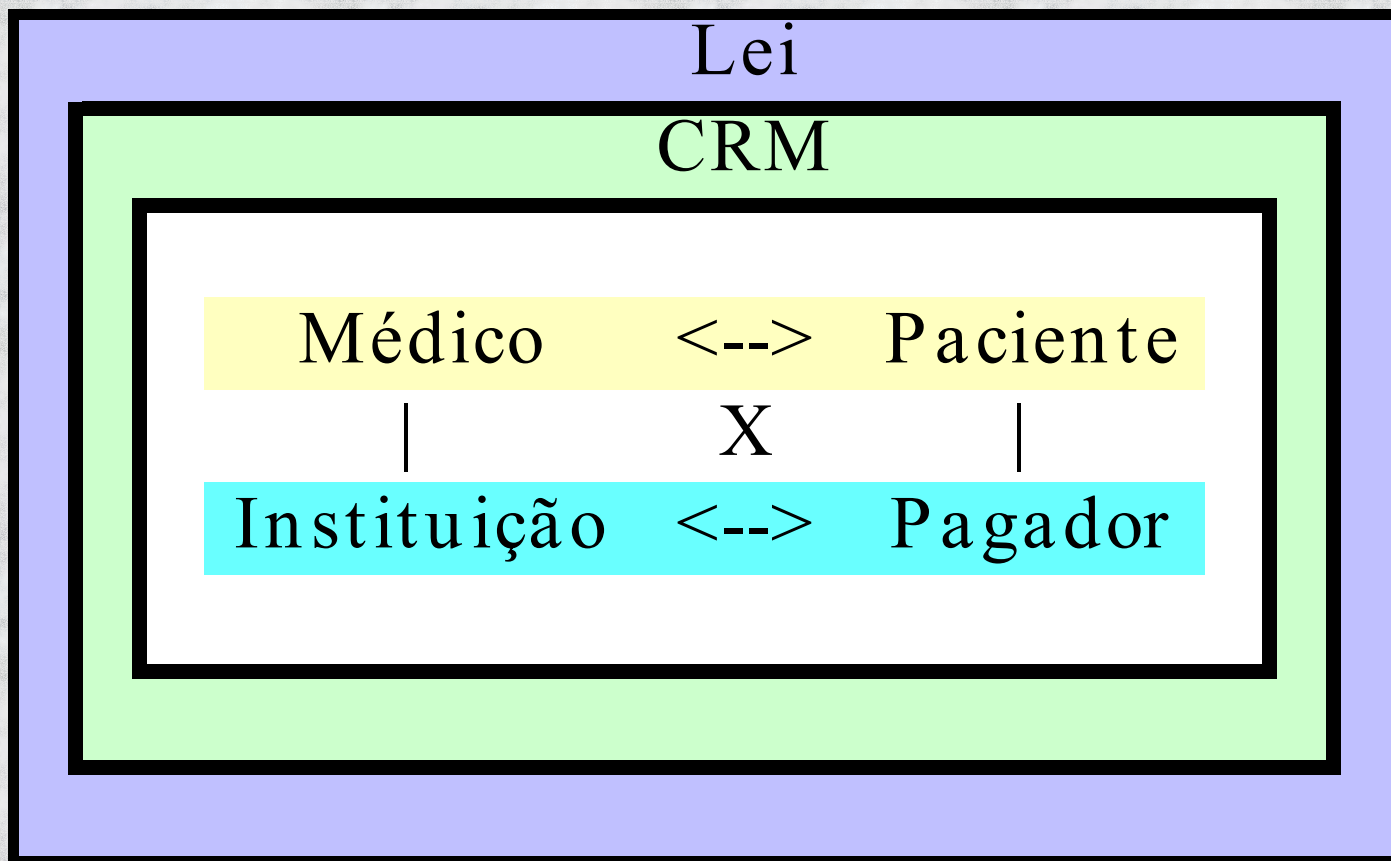 Lei
CRM
Médico <--> Paciente
| X |
Instituição <--> Pagador